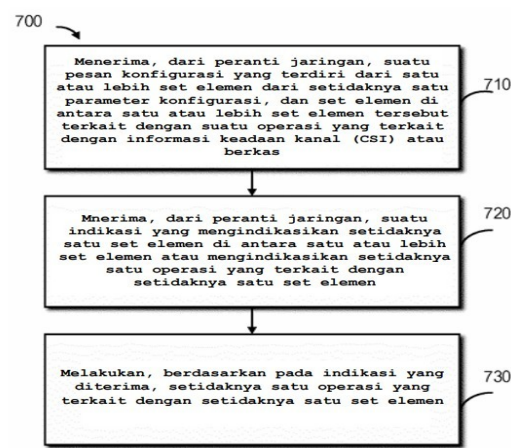 700
Menerima, dari peranti jaringan, suatu
pesan konfigurasi yang terdiri dari satu
atau lebih set elemen dari setidaknya satu
parameter konfigurasi, dan set elemen di
antara satu atau lebih set elemen tersebut
terkait dengan suatu operasi yang terkait
dengan informasi keadaan kanal (CSI) atau
berkas
710
Mnerima, dari peranti jaringan, suatu
indikasi yang mengindikasikan setidaknya
satu set elemen di antara satu atau lebih
set elemen atau mengindikasikan setidaknya
satu operasi yang terkait dengan
setidaknya satu set elemen
720
Melakukan, berdasarkan pada indikasi yang
diterima, setidaknya satu operasi yang
terkait dengan setidaknya satu set elemen
730